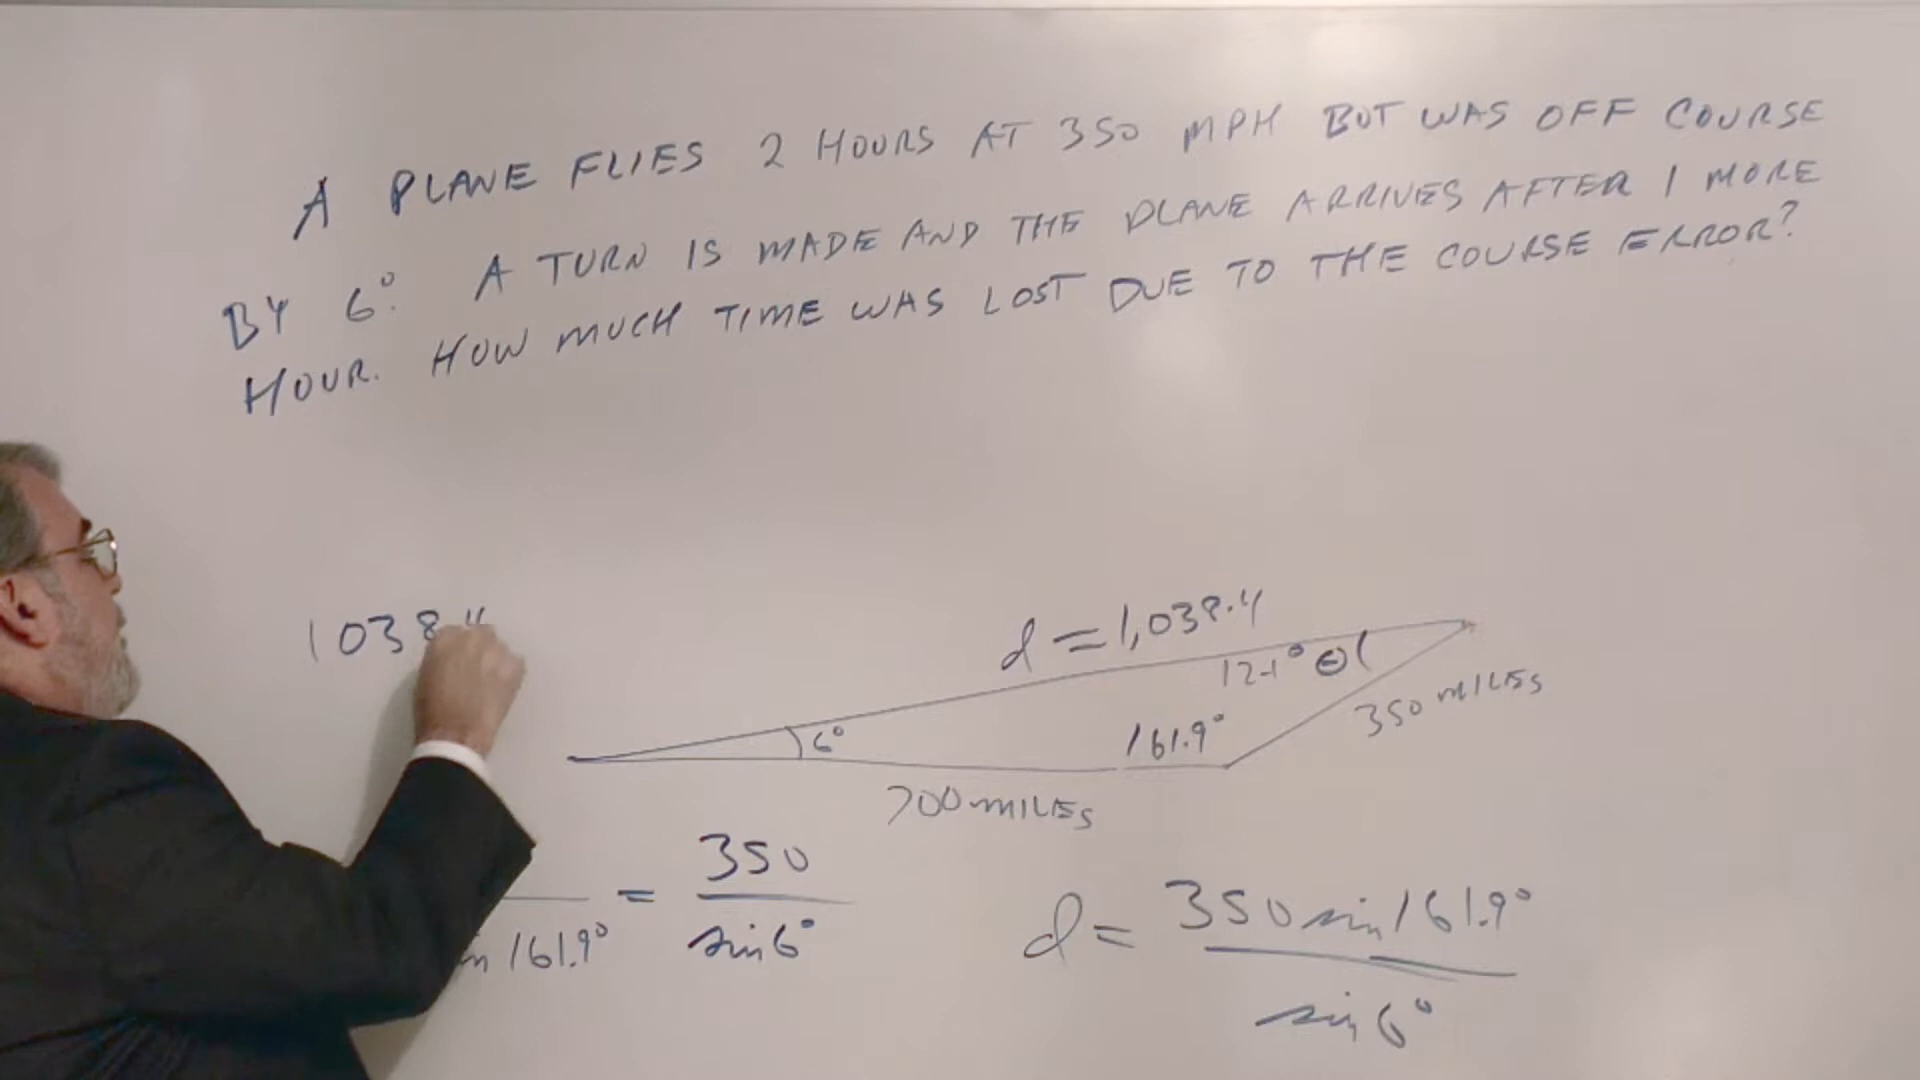 A PLANE FLIES 2 HOURS AT 350 MPH BUT WAS OFF COURSE
BY 6°. A TURN IS MADE AND THE PLANE ARRIVES AFTER 1 MORE
HOUR. HOW MUCH TIME WAS LOST DUE TO THE COURSE ERROR?
1038.4
d = 1,038.4
12.1° θ
6°
161.9°
350 MILES
700 MILES
350
= 
161.9° sin 6°
d = 350 sin 161.9°
sin 6°